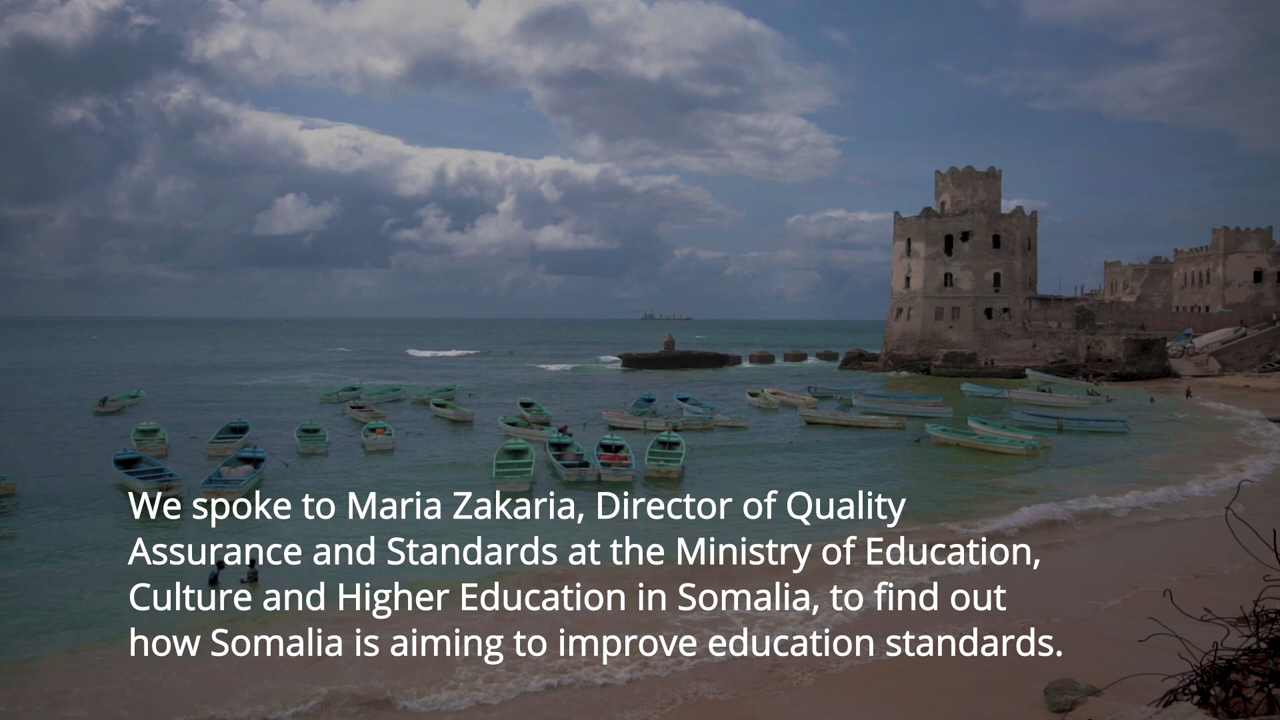 We spoke to Maria Zakaria, Director of Quality
Assurance and Standards at the Ministry of Education,
Culture and Higher Education in Somalia, to find out
how Somalia is aiming to improve education standards.